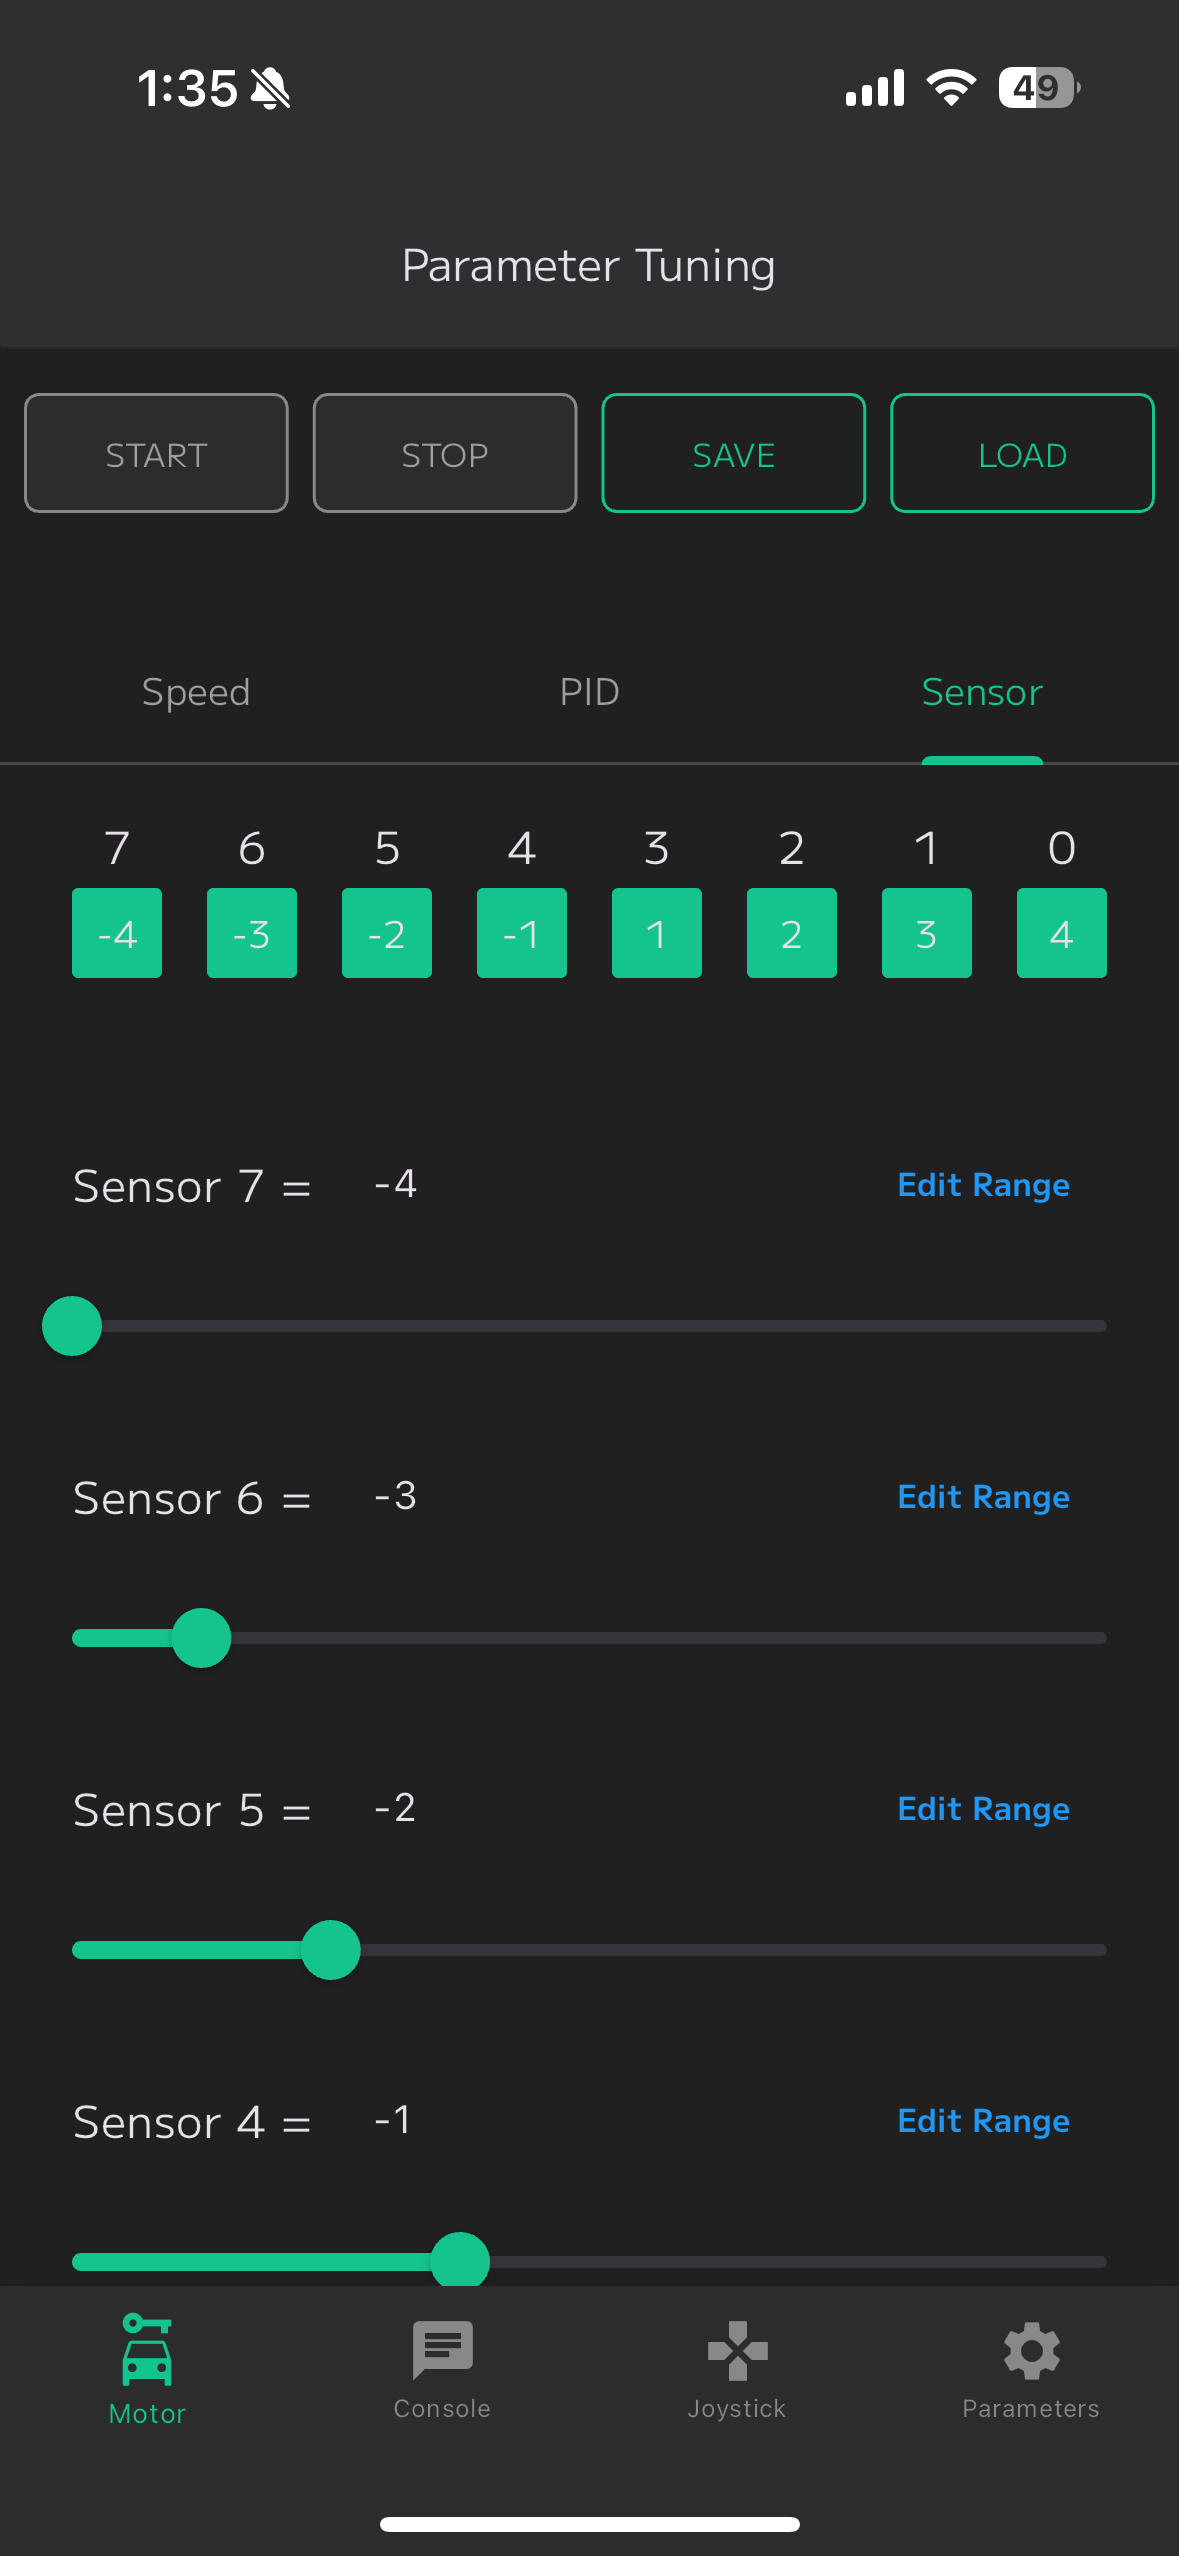 1:35 49
Parameter Tuning
START STOP SAVE LOAD
Speed PID Sensor
7 6 5 4 3 2 1 0
-4 -3 -2 -1 1 2 3 4
Sensor 7 = -4 Edit Range
Sensor 6 = -3 Edit Range
Sensor 5 = -2 Edit Range
Sensor 4 = -1 Edit Range
Motor Console Joystick Parameters